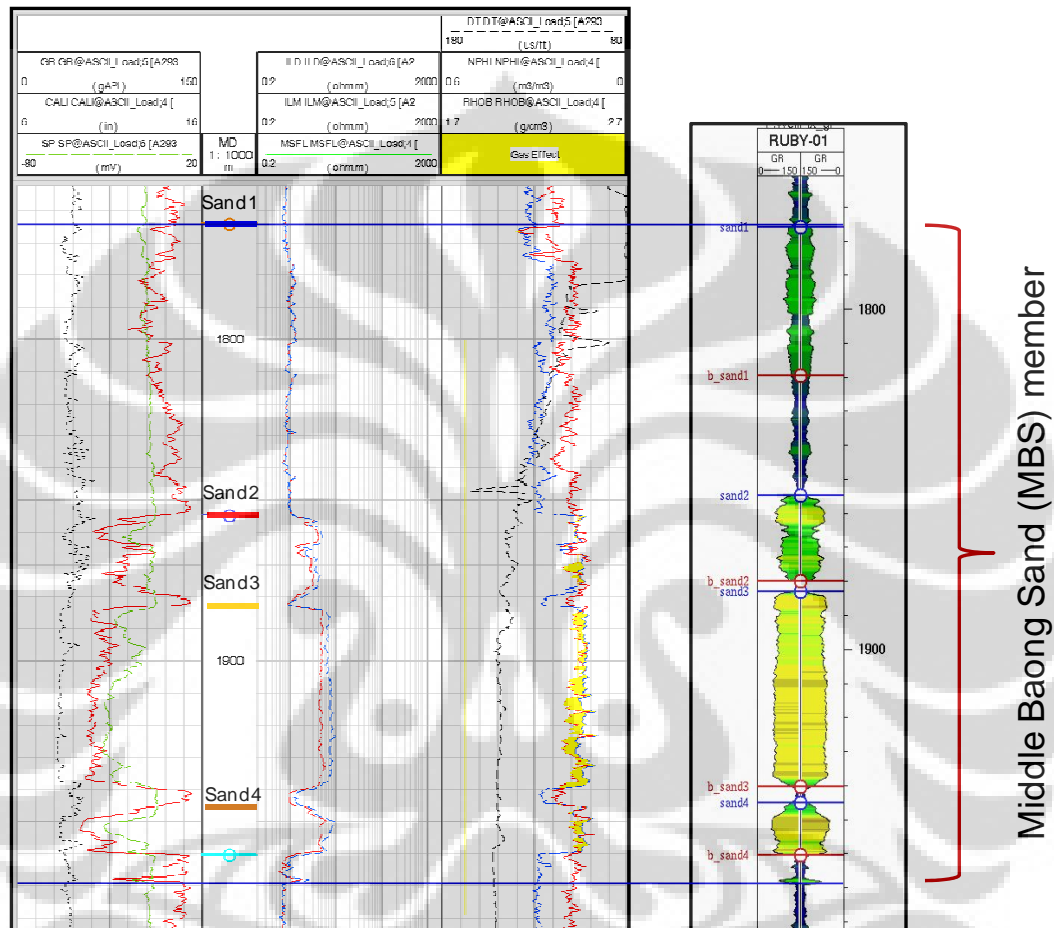 DT DT@ASCII_Load;5 [A293
180 (us/ft) 80
GR GR@ASCII_Load;5 [A293
0 (gAPI) 150
ILD ILD@ASCII_Load;6 [A2
0.2 (ohmm) 2000
NPHI NPHI@ASCII_Load;4 [
0.6 (m3/m3) 0
CALI CALI@ASCII_Load;4 [
6 (in) 16
ILM ILM@ASCII_Load;5 [A2
0.2 (ohmm) 2000
RHOB RHOB@ASCII_Load;4 [
1.7 (g/cm3) 2.7
SP SP@ASCII_Load;6 [A293
-80 (mV) 20
MD
1 : 1000
m
MSFL MSFL@ASCII_Load;4 [
0.2 (ohmm) 2000
Gas Effect
RUBY-01
GR GR
0 150 150 0
Sand1
sand1
1800
1800
b_sand1
Sand2
sand2
Sand3
b_sand2
sand3
1900
1900
Sand4
b_sand3
sand4
b_sand4
Middle Baong Sand (MBS) member